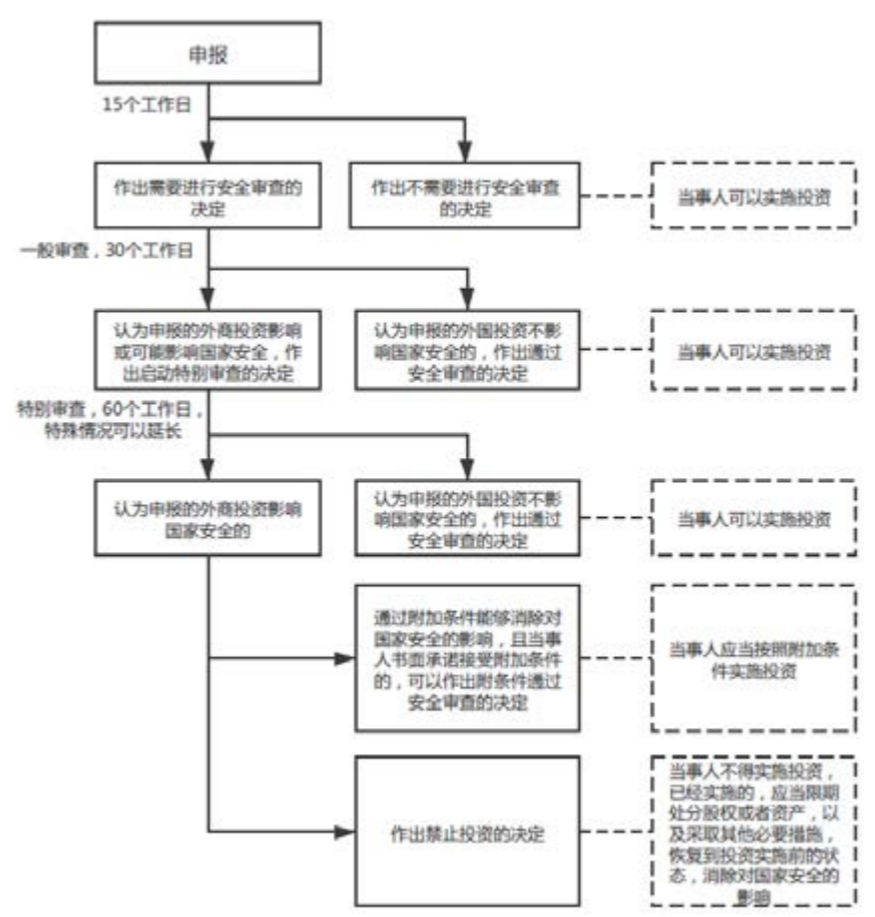 申报
15个工作日
作出需要进行安全审查的
决定
作出不需要进行安全审查
的决定
当事人可以实施投资
一般审查，30个工作日
认为申报的外商投资影响
或可能影响国家安全，作
出启动特别审查的决定
认为申报的外国投资不影
响国家安全的，作出通过
安全审查的决定
当事人可以实施投资
特别审查，60个工作日，
特殊情况可以延长
认为申报的外商投资影响
国家安全的
认为申报的外国投资不影
响国家安全的，作出通过
安全审查的决定
当事人可以实施投资
通过附加条件能够消除对
国家安全的影响，且当事
人书面承诺接受附加条件
的，可以作出附条件通过
安全审查的决定
当事人应当按照附加条
件实施投资
作出禁止投资的决定
当事人不得实施投资，
已经实施的，应当限期
处分股权或者资产，以
及采取其他必要措施，
恢复到投资实施前的状
态，消除对国家安全的
影响